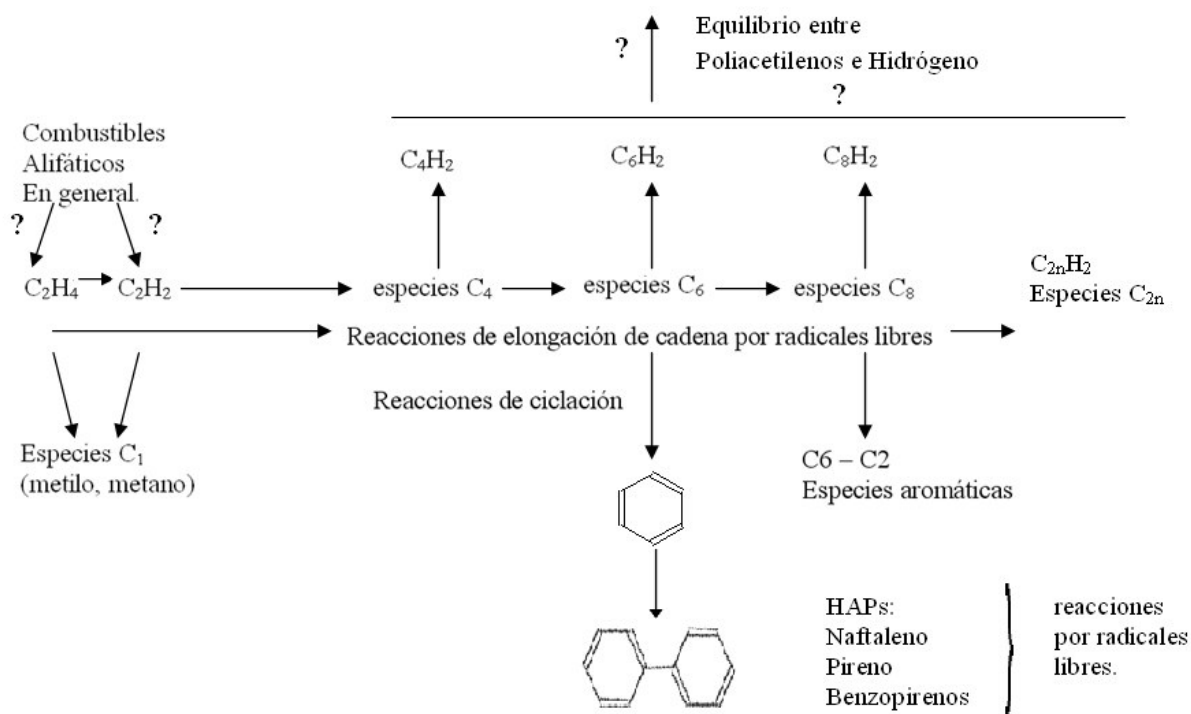 ?
Equilibrio entre
Poliacetilenos e Hidrógeno
?
Combustibles
Alifáticos
En general.
? ?
C₄H₂ C₆H₂ C₈H₂
C₂H₄ C₂H₂ especies C₄ especies C₆ especies C₈
C₂ₙH₂
Especies C₂ₙ
Reacciones de elongación de cadena por radicales libres
Reacciones de ciclación
Especies C₁
(metilo, metano)
C6 – C2
Especies aromáticas
HAPs:
Naftaleno
Pireno
Benzopirenos
reacciones
por radicales
libres.